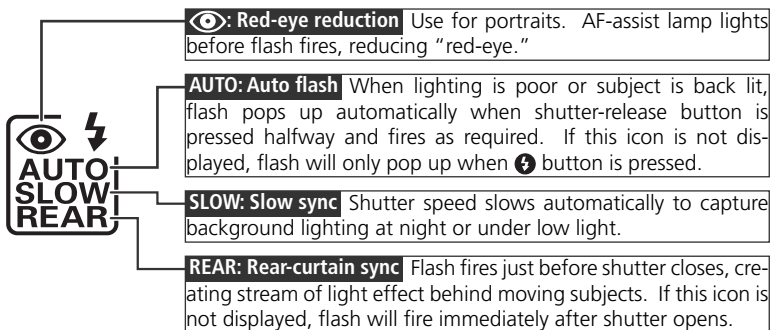 : Red-eye reduction Use for portraits. AF-assist lamp lights
before flash fires, reducing “red-eye.”
AUTO: Auto flash When lighting is poor or subject is back lit,
flash pops up automatically when shutter-release button is
pressed halfway and fires as required. If this icon is not dis-
played, flash will only pop up when button is pressed.
AUTO
SLOW
REAR
SLOW: Slow sync Shutter speed slows automatically to capture
background lighting at night or under low light.
REAR: Rear-curtain sync Flash fires just before shutter closes, cre-
ating stream of light effect behind moving subjects. If this icon is
not displayed, flash will fire immediately after shutter opens.